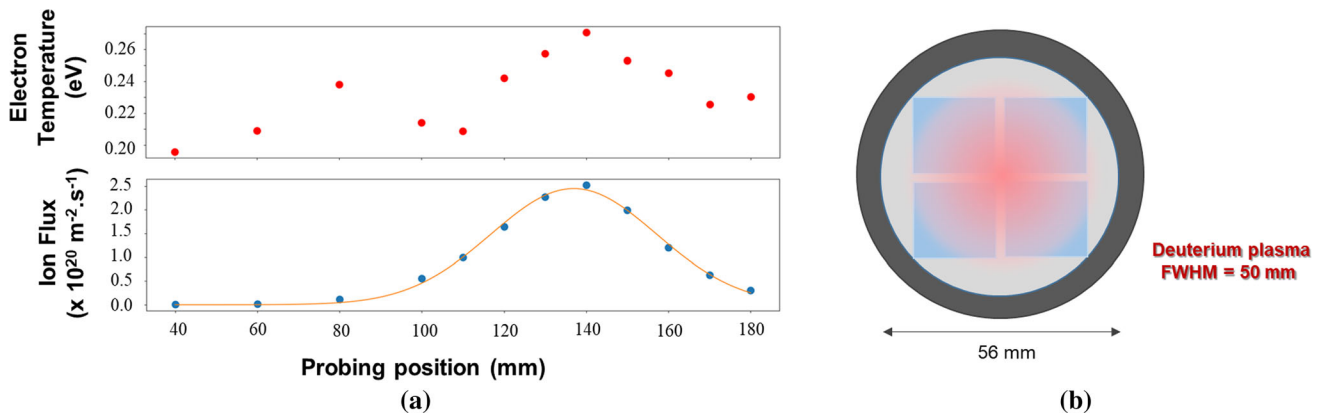 Electron
Temperature
(eV)
0.26
0.24
0.22
0.20
Ion Flux
(x 10²⁰ m⁻².s⁻¹)
2.5
2.0
1.5
1.0
0.5
0.0
40 60 80 100 120 140 160 180
Probing position (mm)
(a)
Deuterium plasma
FWHM = 50 mm
56 mm
(b)